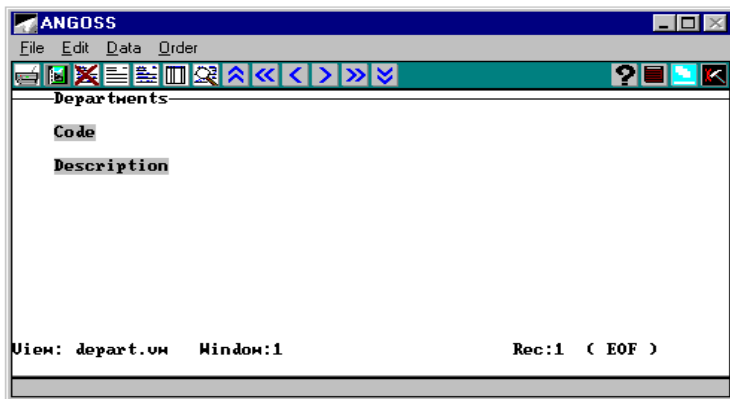 ANGOSS
File Edit Data Order
Departments
Code
Description
View: depart.vw Window:1 Rec:1 ( EOF )